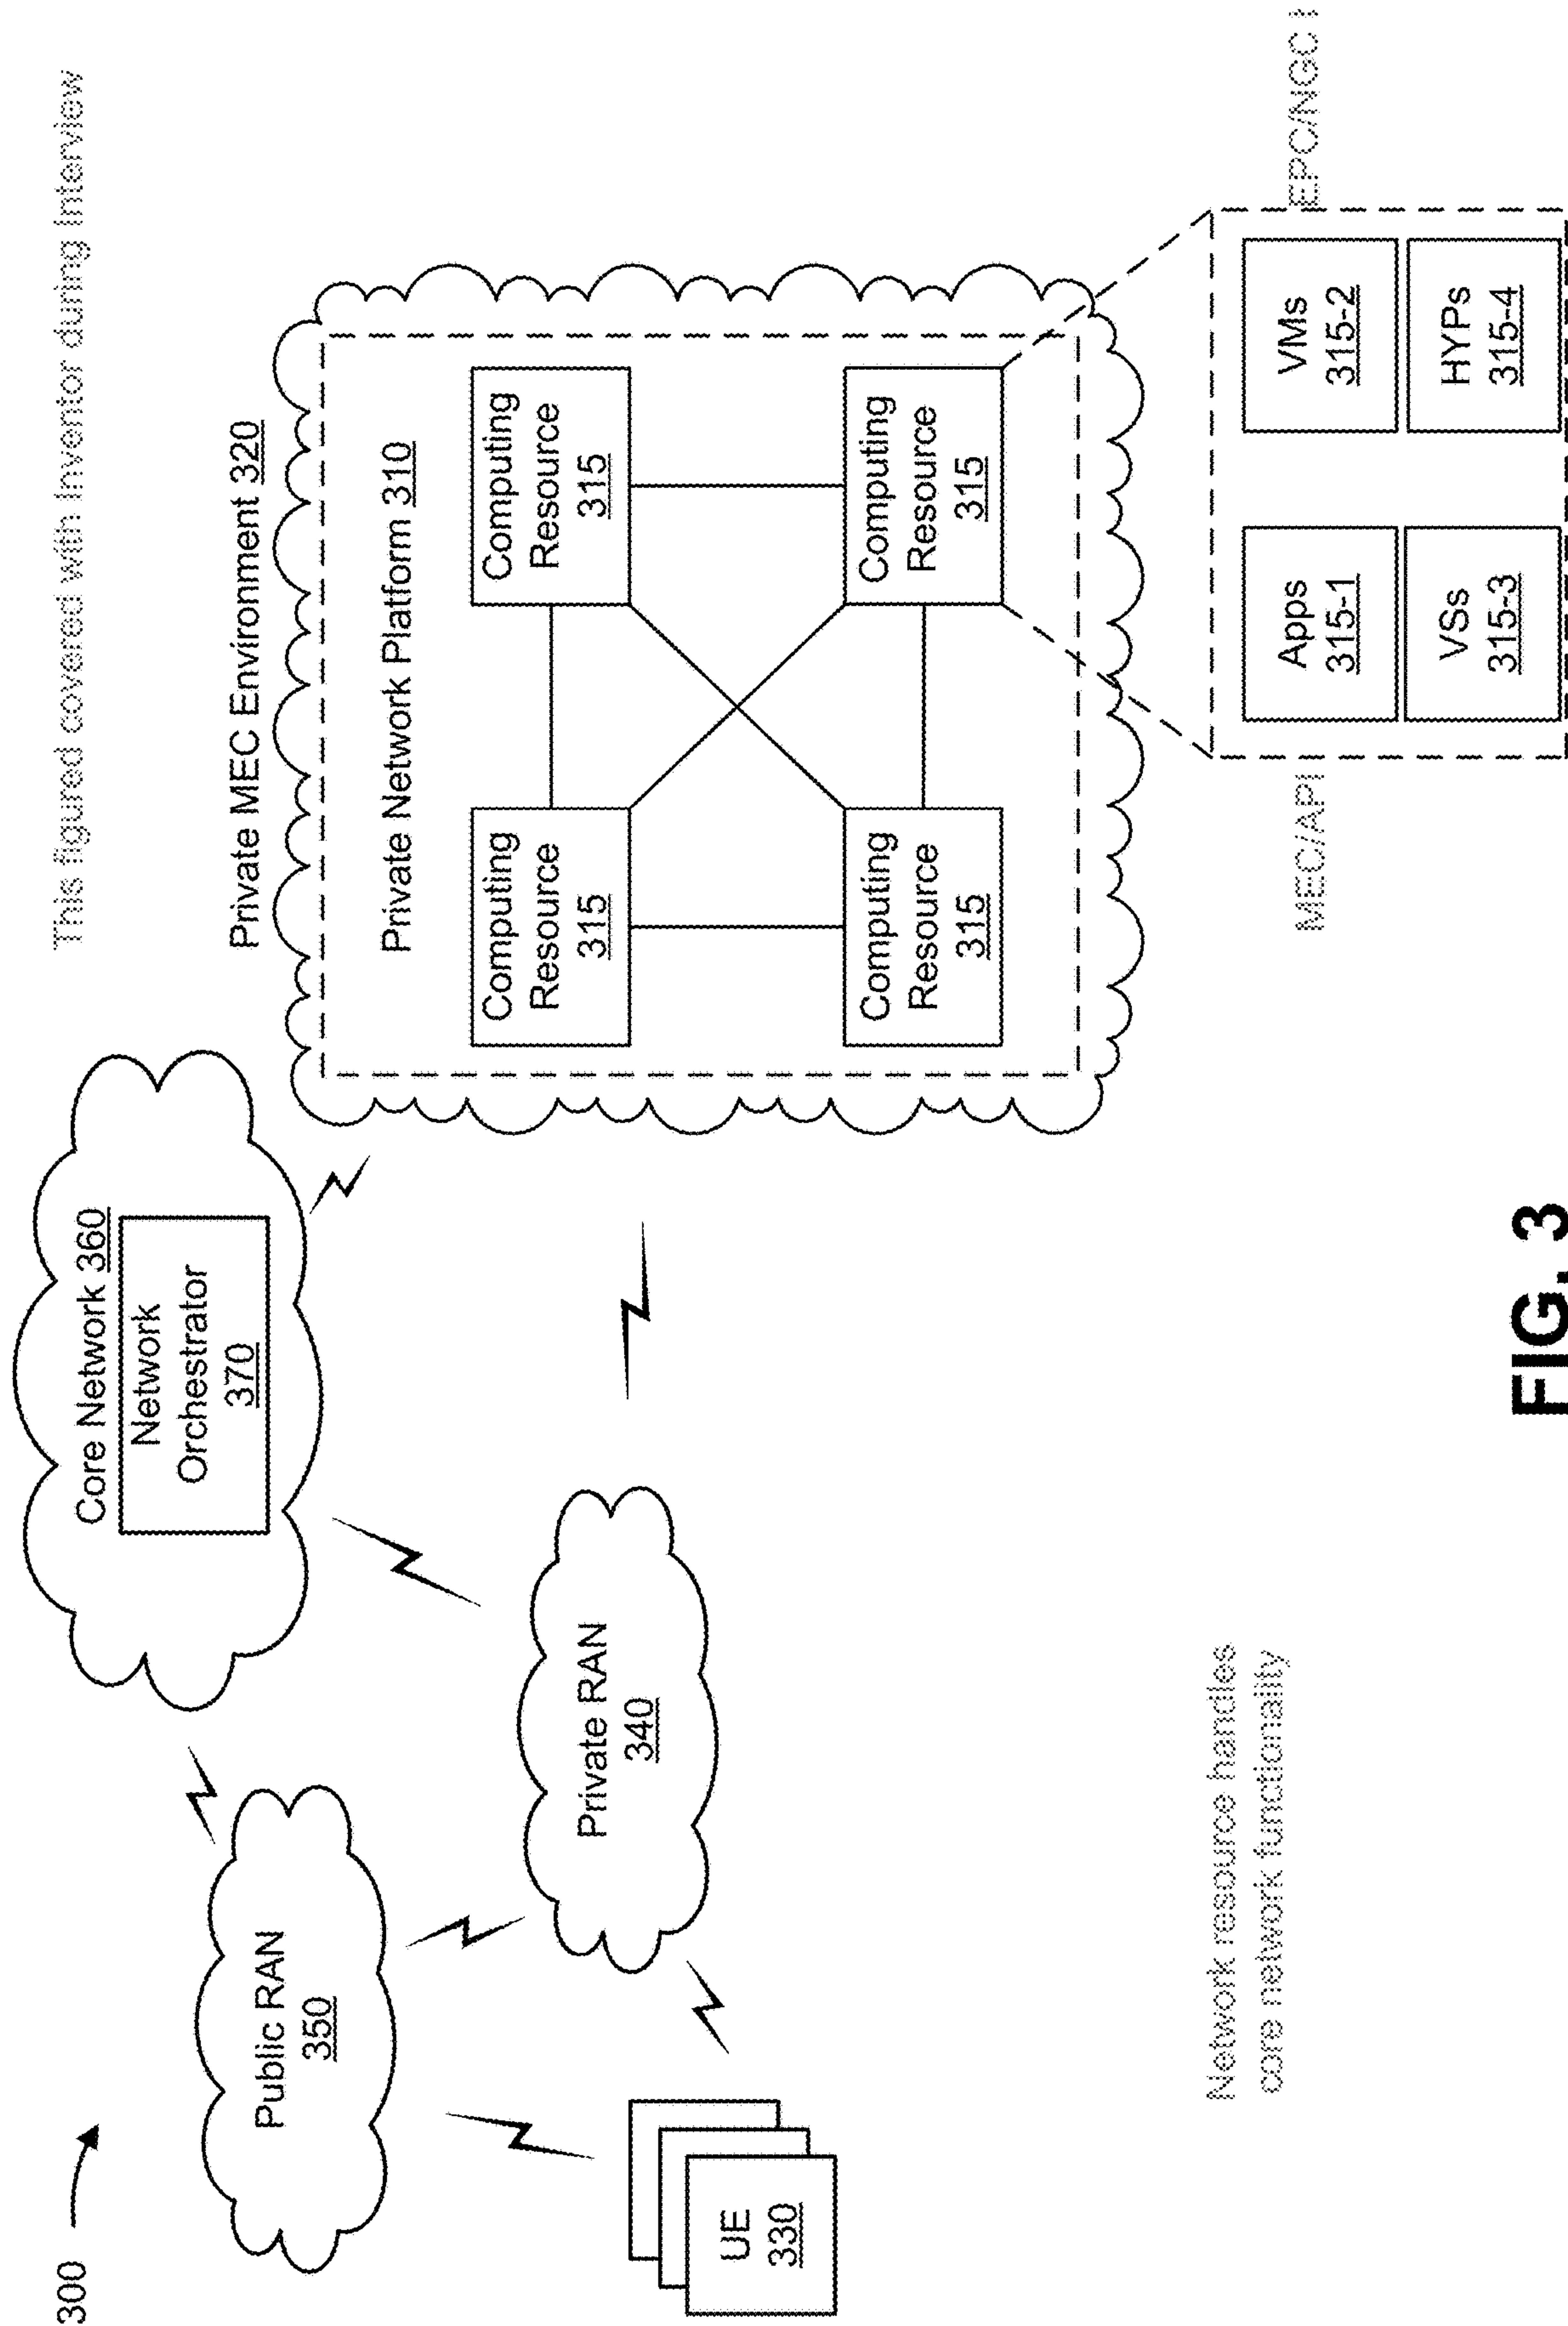 This figured covered with Inventor during Interview
300
Core Network 360
Network
Orchestrator
370
Public RAN
350
Private RAN
340
UE
330
Private MEC Environment 320
Private Network Platform 310
Computing
Resource
315
Computing
Resource
315
Computing
Resource
315
Computing
Resource
315
MEC/API
EPC/NGC
Apps
315-1
VMs
315-2
VSs
315-3
HYPs
315-4
Network resource handles
core network functionality
FIG. 3